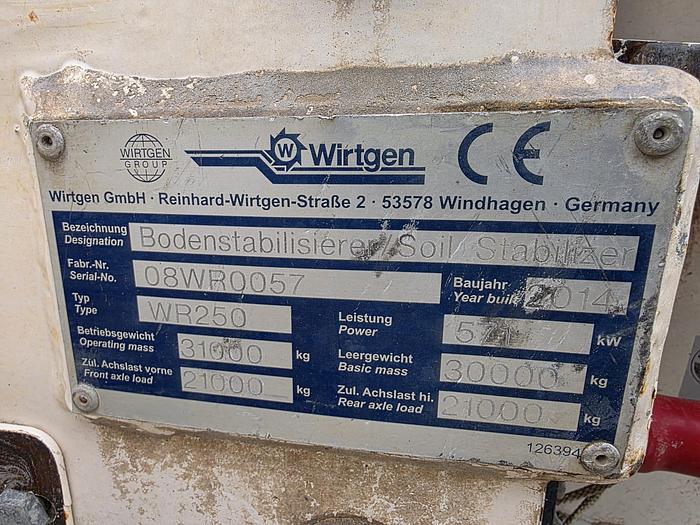 WIRTGEN GROUP
W Wirtgen CE
Wirtgen GmbH · Reinhard-Wirtgen-Straße 2 · 53578 Windhagen · Germany
Bezeichnung
Designation
Bodenstabilisierer/Soil Stabilizer
Fabr.-Nr.
Serial-No.
08WR0057
Baujahr
Year built
2014
Typ
Type
WR250
Leistung
Power
kW
Betriebsgewicht
Operating mass
31000 kg
Leergewicht
Basic mass
30000 kg
Zul. Achslast vorne
Front axle load
21000 kg
Zul. Achslast hi.
Rear axle load
21000 kg
126394